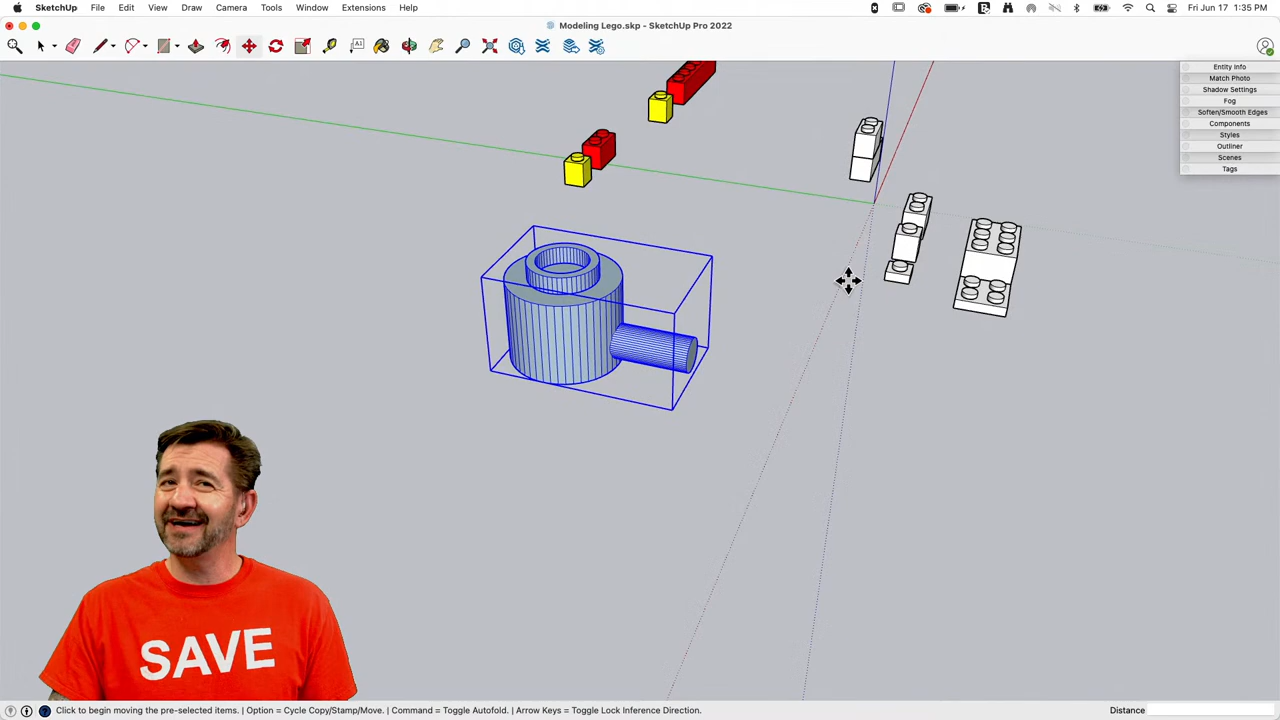 SketchUp File Edit View Draw Camera Tools Window Extensions Help
Fri Jun 17 1:35 PM
Modeling Lego.skp - SketchUp Pro 2022
Entity Info
Match Photo
Shadow Settings
Fog
Soften/Smooth Edges
Components
Styles
Outliner
Scenes
Tags
SAVE
Click to begin moving the pre-selected items. | Option = Cycle Copy/Stamp/Move. | Command = Toggle Autofold. | Arrow Keys = Toggle Lock Inference Direction.
Distance